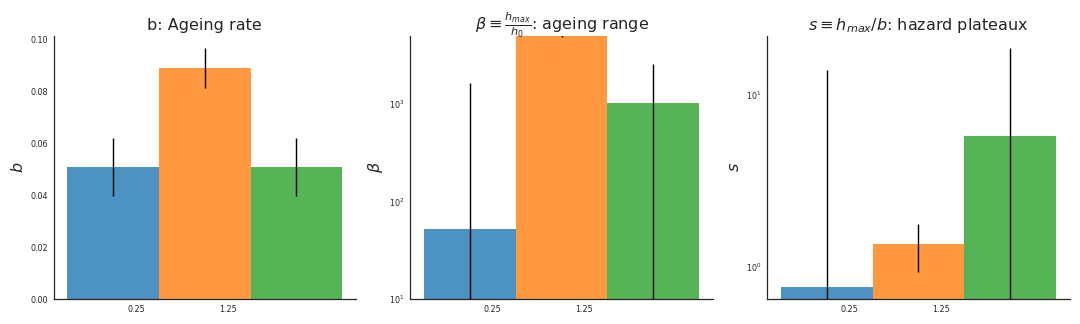 b: Ageing rate
0.10
0.08
0.06
0.04
0.02
0.00
b
0.25 1.25
β ≡ h_max/h_0: ageing range
10^3
10^2
10^1
β
0.25 1.25
s ≡ h_max/b: hazard plateaux
10^1
10^0
s
0.25 1.25